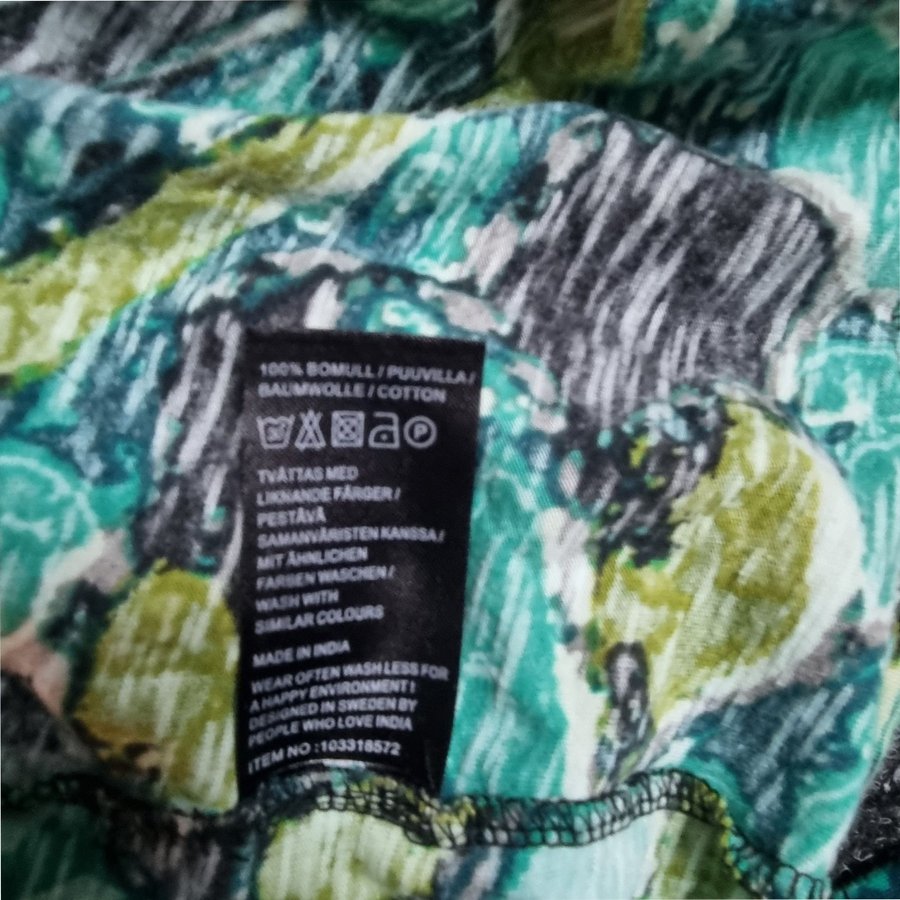 100% BOMULL / PUUVILLA /
BAUMWOLLE / COTTON
P
TVÄTTAS MED
LIKNANDE FÄRGER /
PESTÄVÄ
SAMANVÄRISTEN KANSSA /
MIT ÄHNLICHEN
FARBEN WASCHEN /
WASH WITH
SIMILAR COLOURS
MADE IN INDIA
WEAR OFTEN WASH LESS FOR
A HAPPY ENVIRONMENT !
DESIGNED IN SWEDEN BY
PEOPLE WHO LOVE INDIA
ITEM NO :103318572